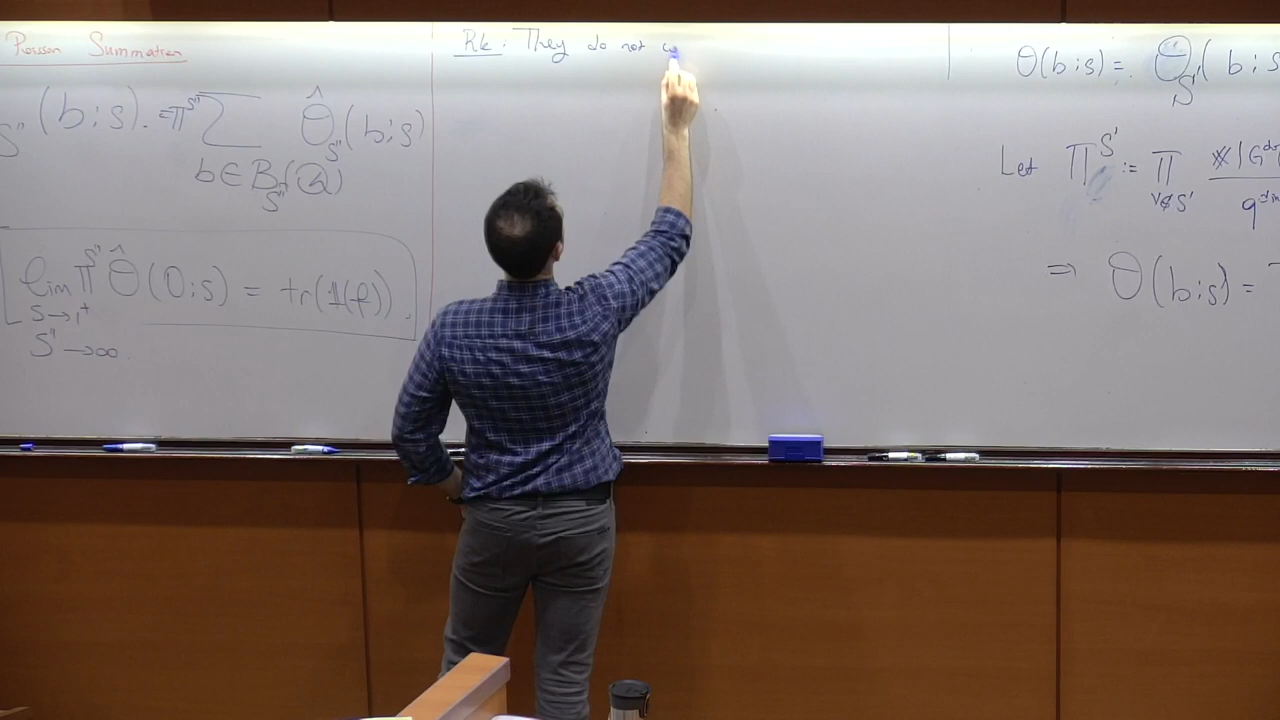 Poisson Summation
S'' (b;s). = Π^{S''} ∑ Θ̂_{S''}(b;s)
b∈B_{S''}(Q)
lim Π^{S''} Θ̂(0;s) = tr(𝟙(f)).
s→1⁺
S''→∞.
Rk: They do not
Θ(b;s) = Θ_{S'}(b;s
Let Π^{S'} := Π |G
v∉S' q
⇒ Θ(b;s) =